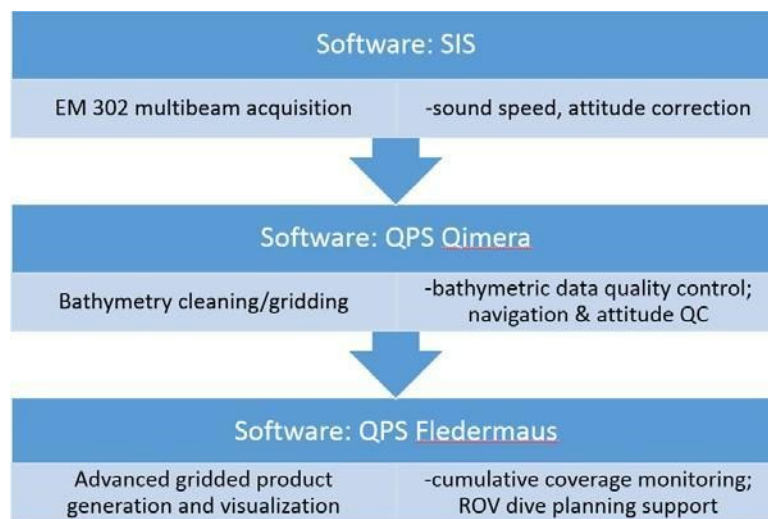 Software: SIS
EM 302 multibeam acquisition
-sound speed, attitude correction
Software: QPS Qimera
Bathymetry cleaning/gridding
-bathymetric data quality control;
navigation & attitude QC
Software: QPS Fledermaus
Advanced gridded product
generation and visualization
-cumulative coverage monitoring;
ROV dive planning support